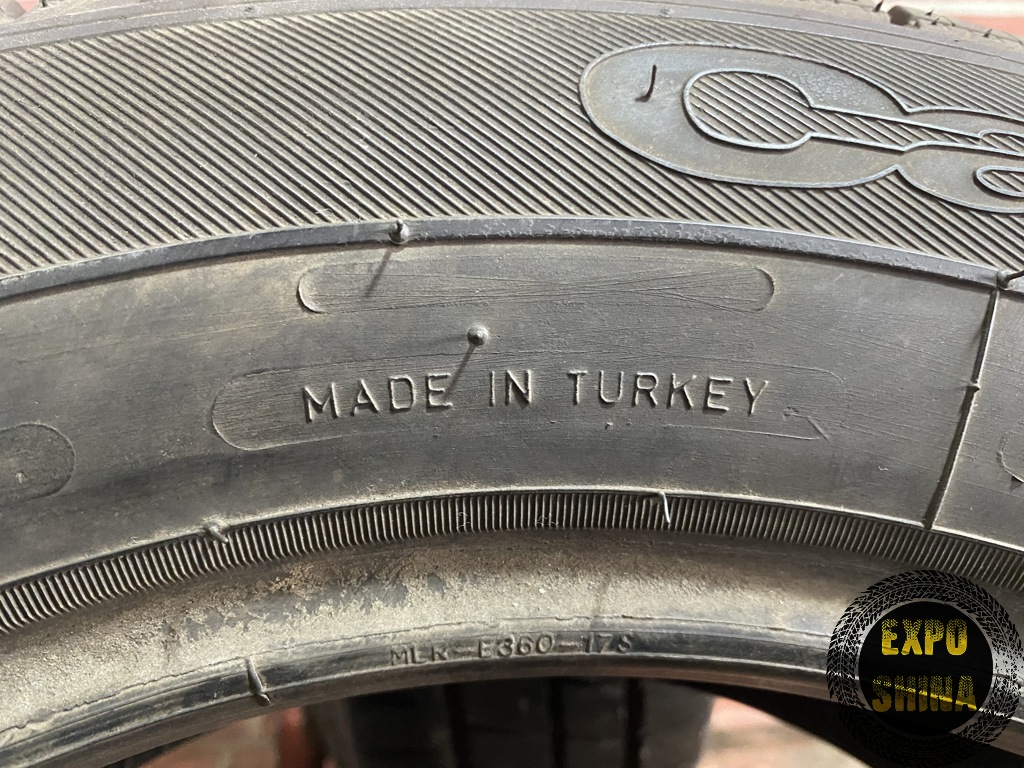 MADE IN TURKEY
MLR-E360-17S
EXPO
SHINA